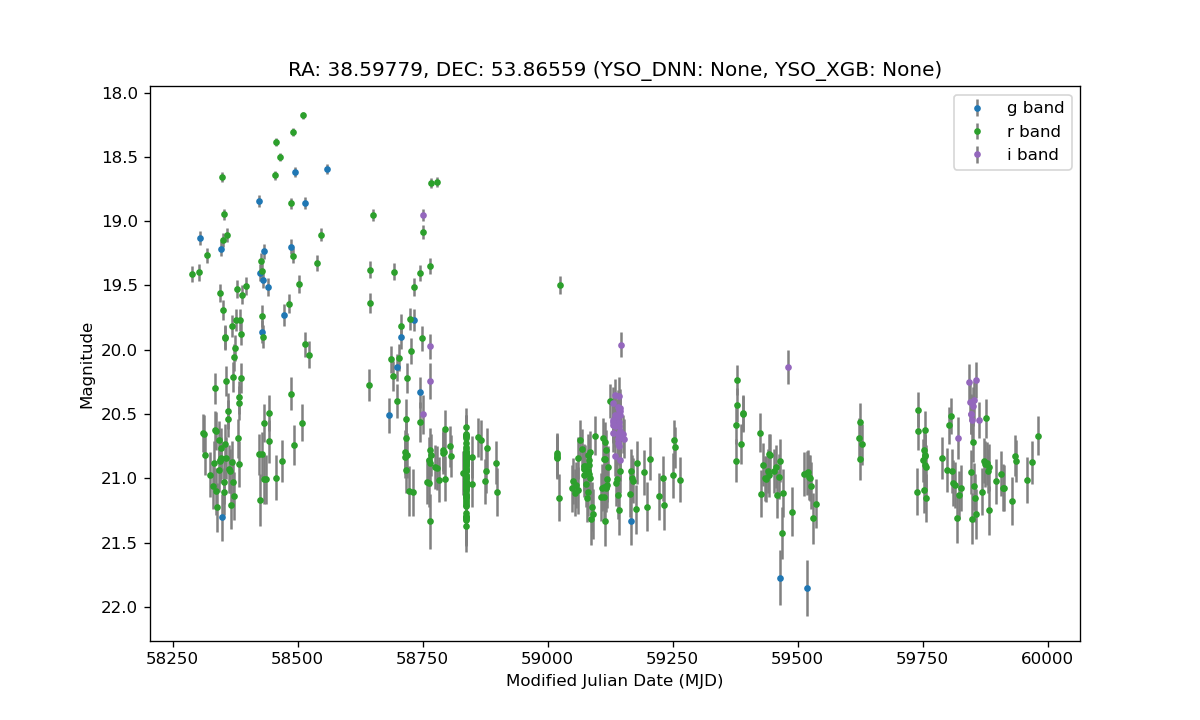 RA: 38.59779, DEC: 53.86559 (YSO_DNN: None, YSO_XGB: None)
g band
r band
i band
18.0
18.5
19.0
19.5
20.0
20.5
21.0
21.5
22.0
Magnitude
58250 58500 58750 59000 59250 59500 59750 60000
Modified Julian Date (MJD)